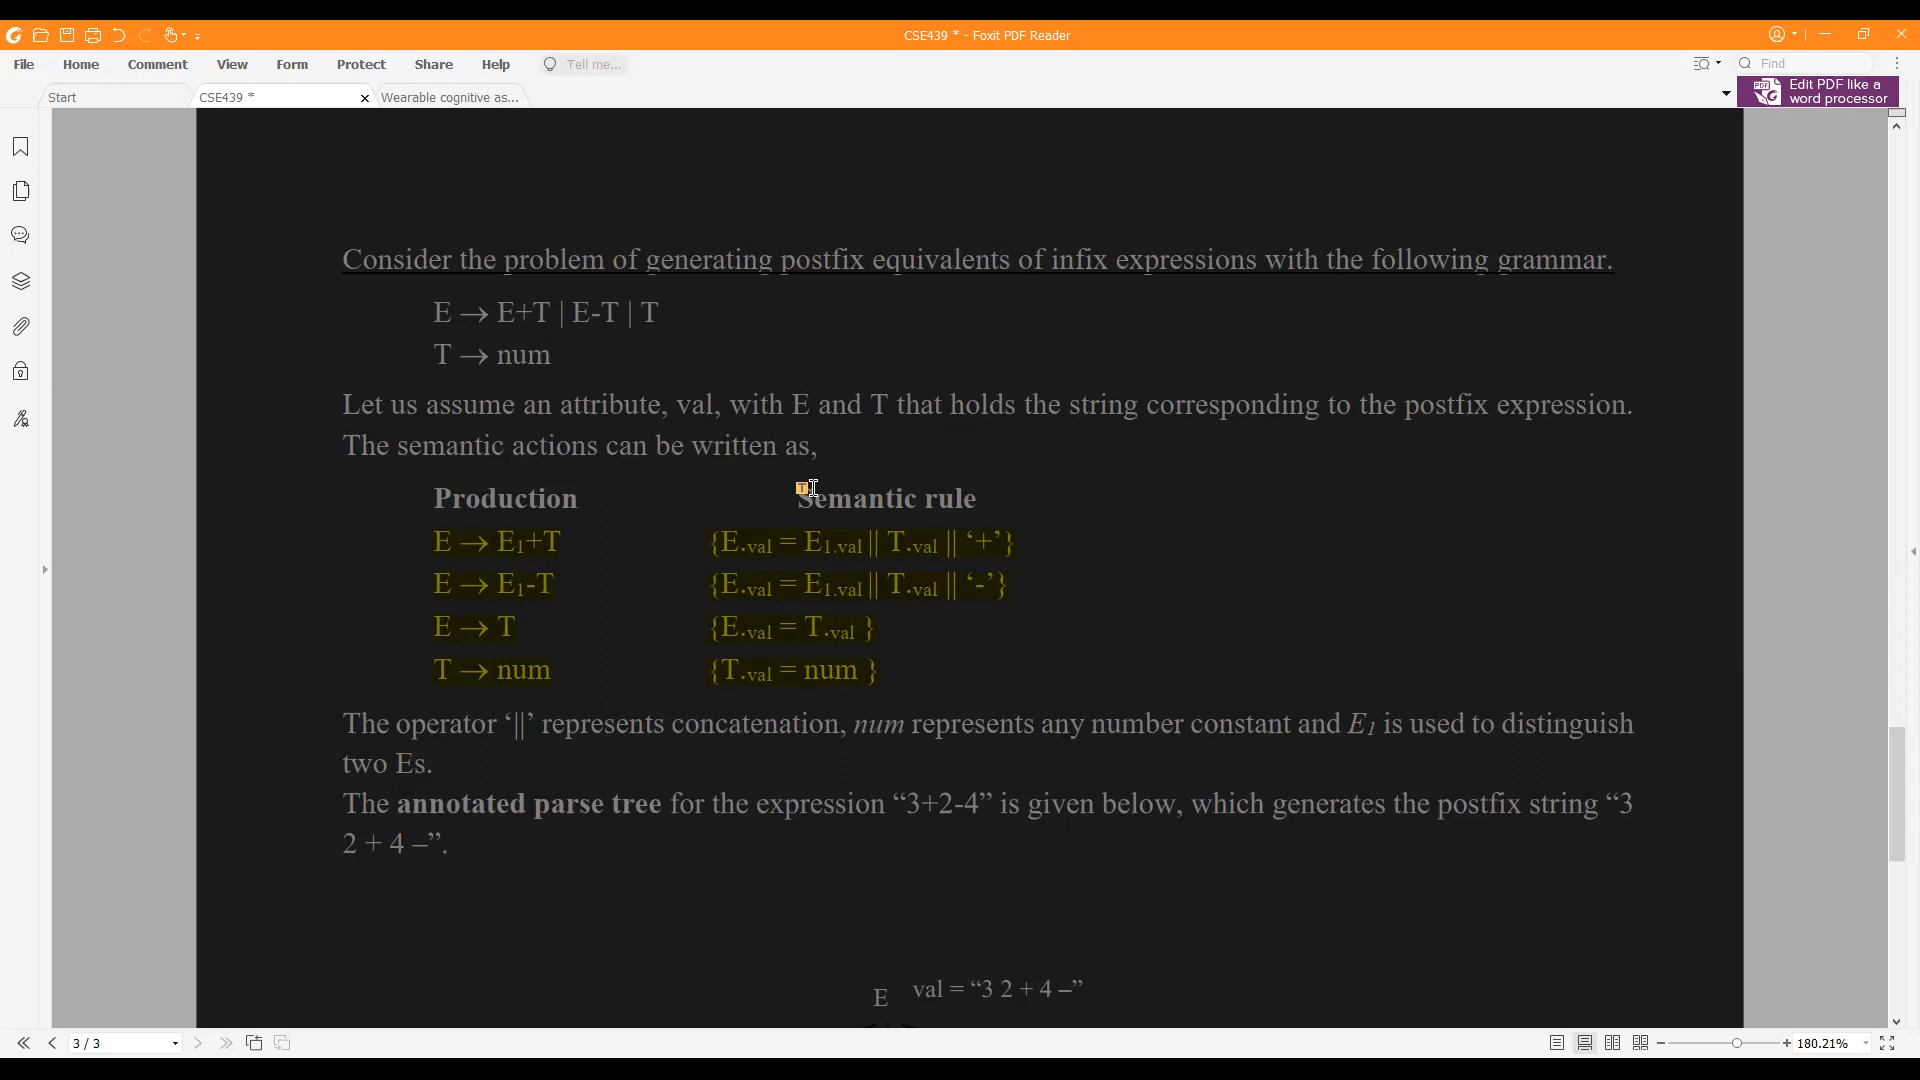 CSE439 * - Foxit PDF Reader
File Home Comment View Form Protect Share Help Tell me... Find
Start CSE439 * Wearable cognitive as... Edit PDF like a
word processor
Consider the problem of generating postfix equivalents of infix expressions with the following grammar.
E → E+T | E-T | T
T → num
Let us assume an attribute, val, with E and T that holds the string corresponding to the postfix expression.
The semantic actions can be written as,
Production Semantic rule
E → E₁+T {E.val = E₁.val || T.val || ‘+’}
E → E₁-T {E.val = E₁.val || T.val || ‘-’}
E → T {E.val = T.val }
T → num {T.val = num }
The operator ‘||’ represents concatenation, num represents any number constant and E₁ is used to distinguish
two Es.
The annotated parse tree for the expression “3+2-4” is given below, which generates the postfix string “3
2 + 4 –”.
E val = “3 2 + 4 –”
3 / 3 180.21%